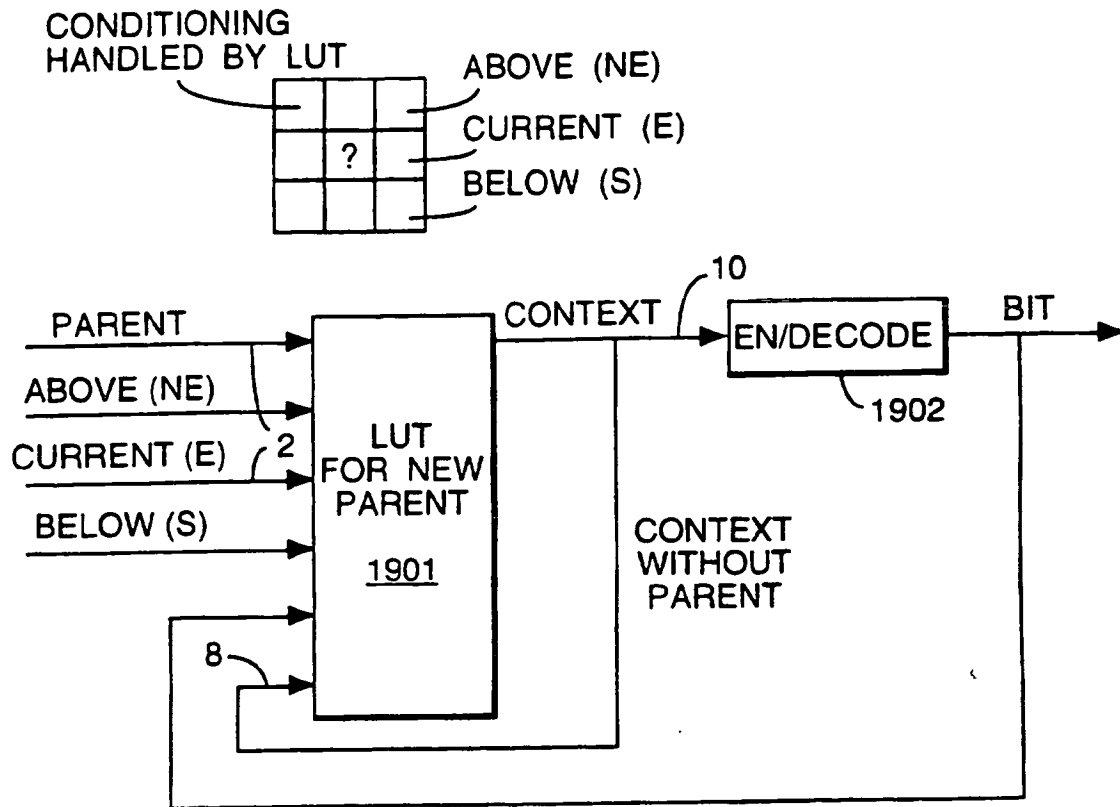 CONDITIONING
HANDLED BY LUT
ABOVE (NE)
CURRENT (E)
?
BELOW (S)
10
PARENT
CONTEXT
BIT
EN/DECODE
1902
ABOVE (NE)
CURRENT (E)
2
BELOW (S)
LUT
FOR NEW
PARENT
1901
CONTEXT
WITHOUT
PARENT
8